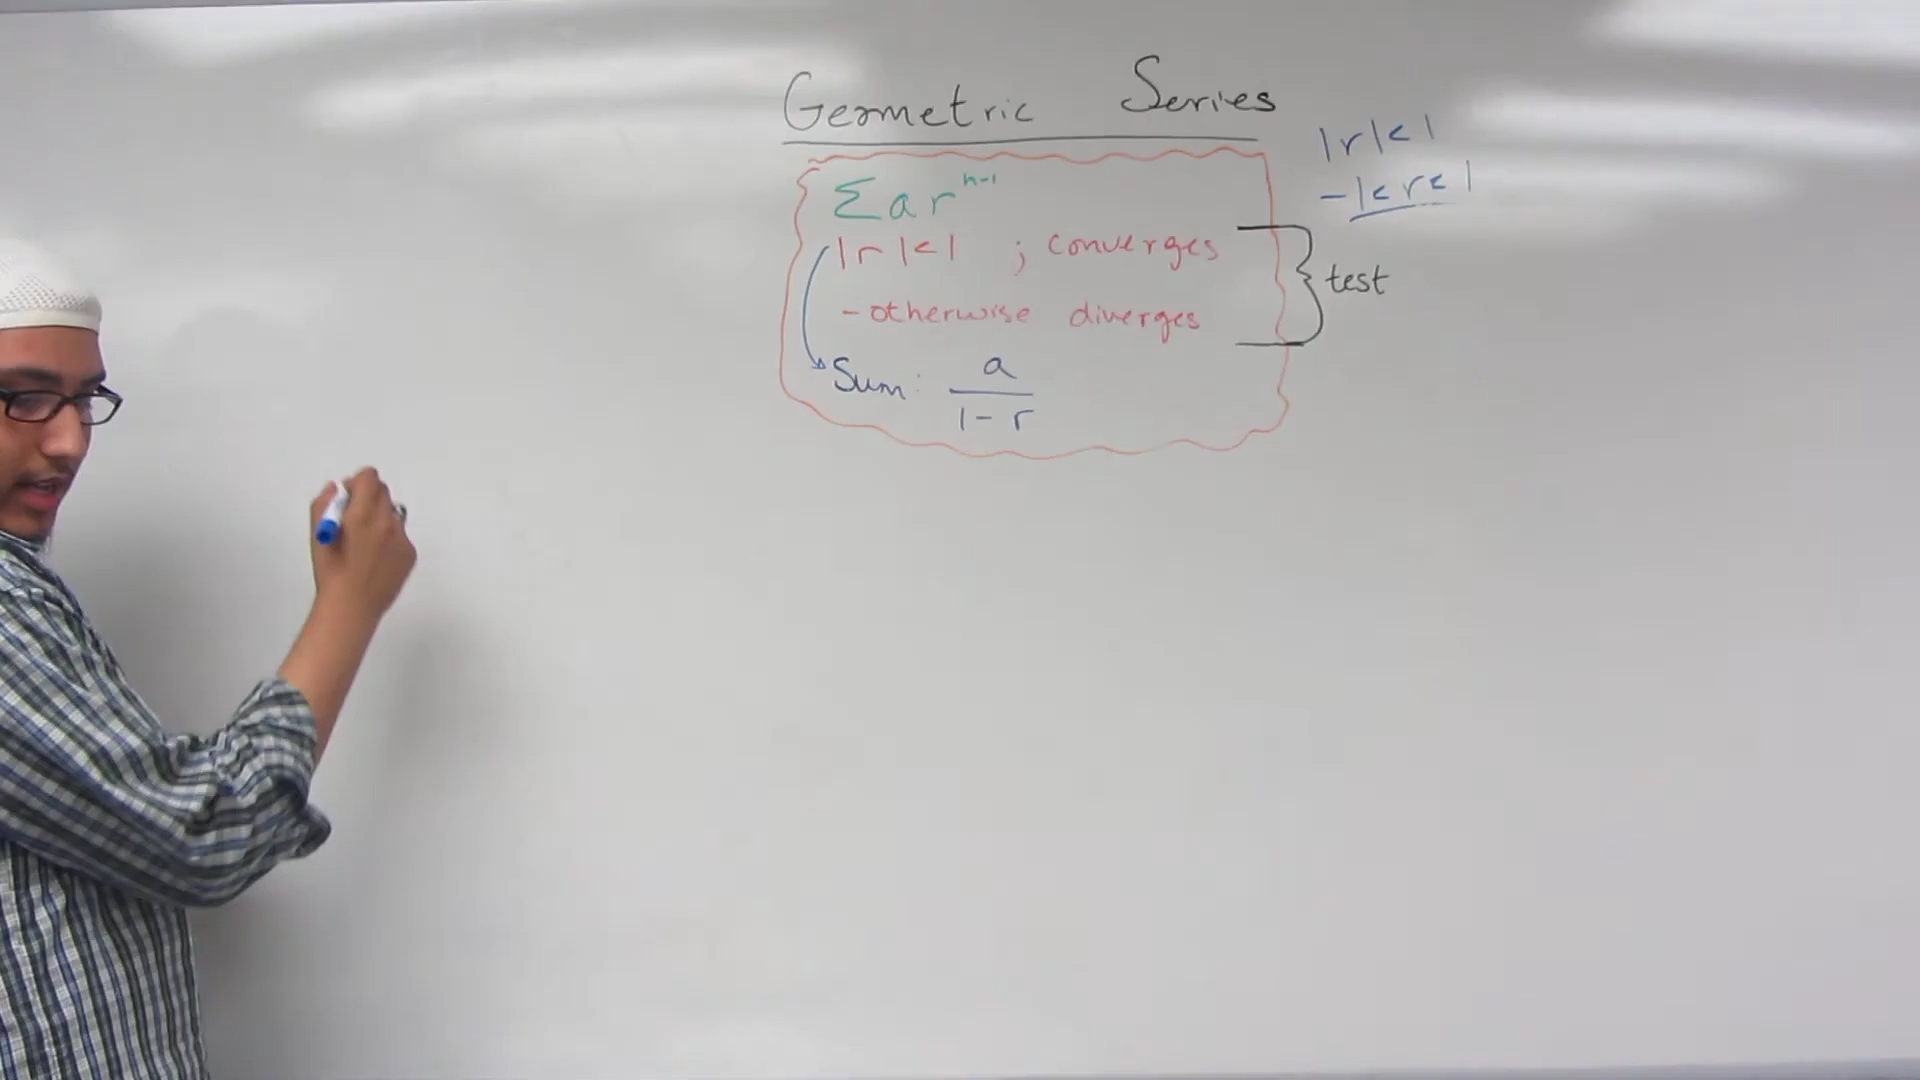 Geometric Series
|r|<1
-1<r<1
Σar^(n-1)
|r|<1 ; converges
- otherwise diverges
test
Sum: a/(1-r)